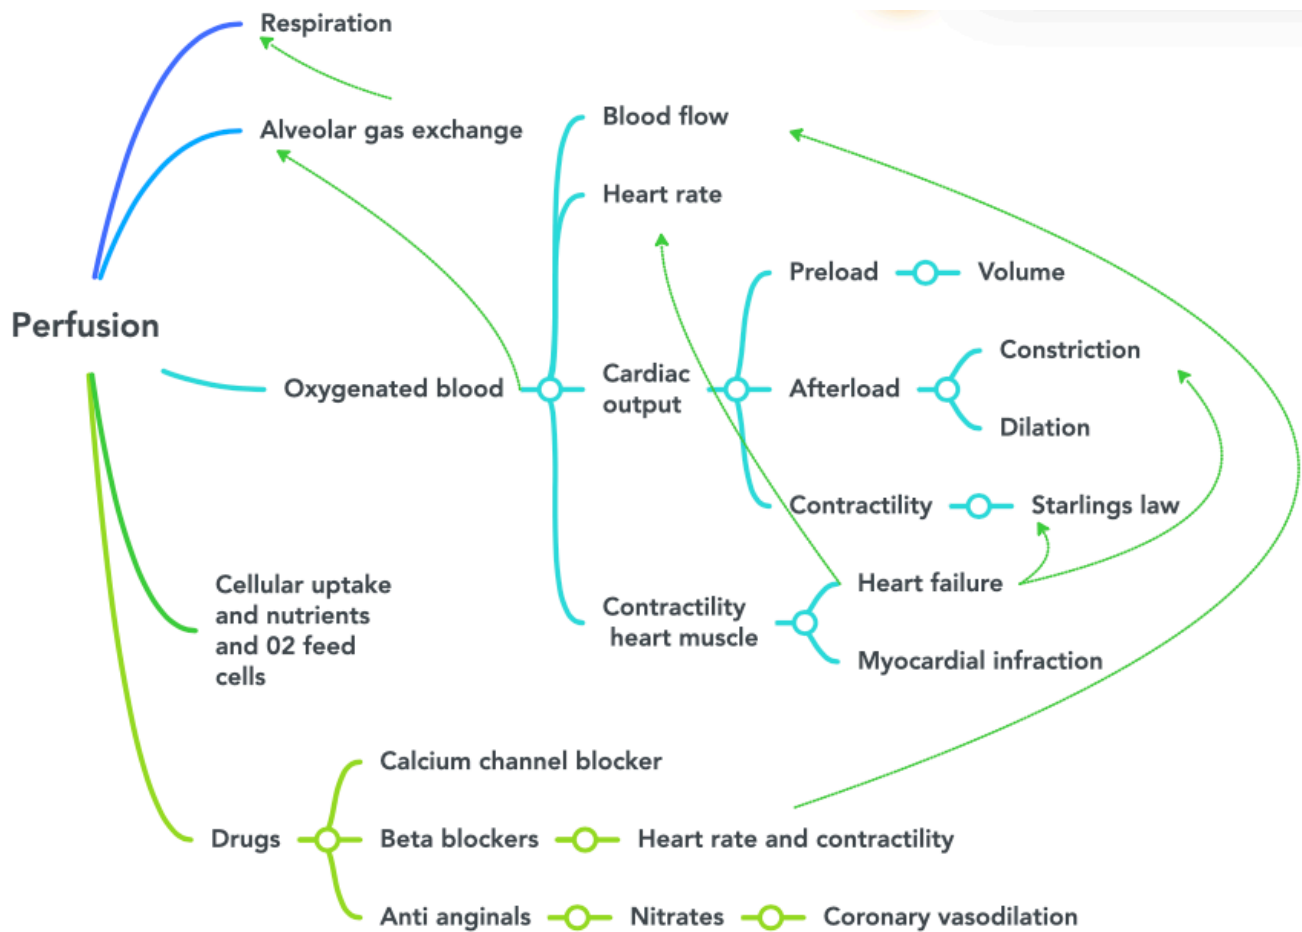 Respiration
Alveolar gas exchange
Blood flow
Heart rate
Preload
Volume
Perfusion
Constriction
Oxygenated blood
Cardiac
output
Afterload
Dilation
Contractility
Starlings law
Cellular uptake
and nutrients
and 02 feed
cells
Contractility
heart muscle
Heart failure
Myocardial infraction
Calcium channel blocker
Drugs
Beta blockers
Heart rate and contractility
Anti anginals
Nitrates
Coronary vasodilation